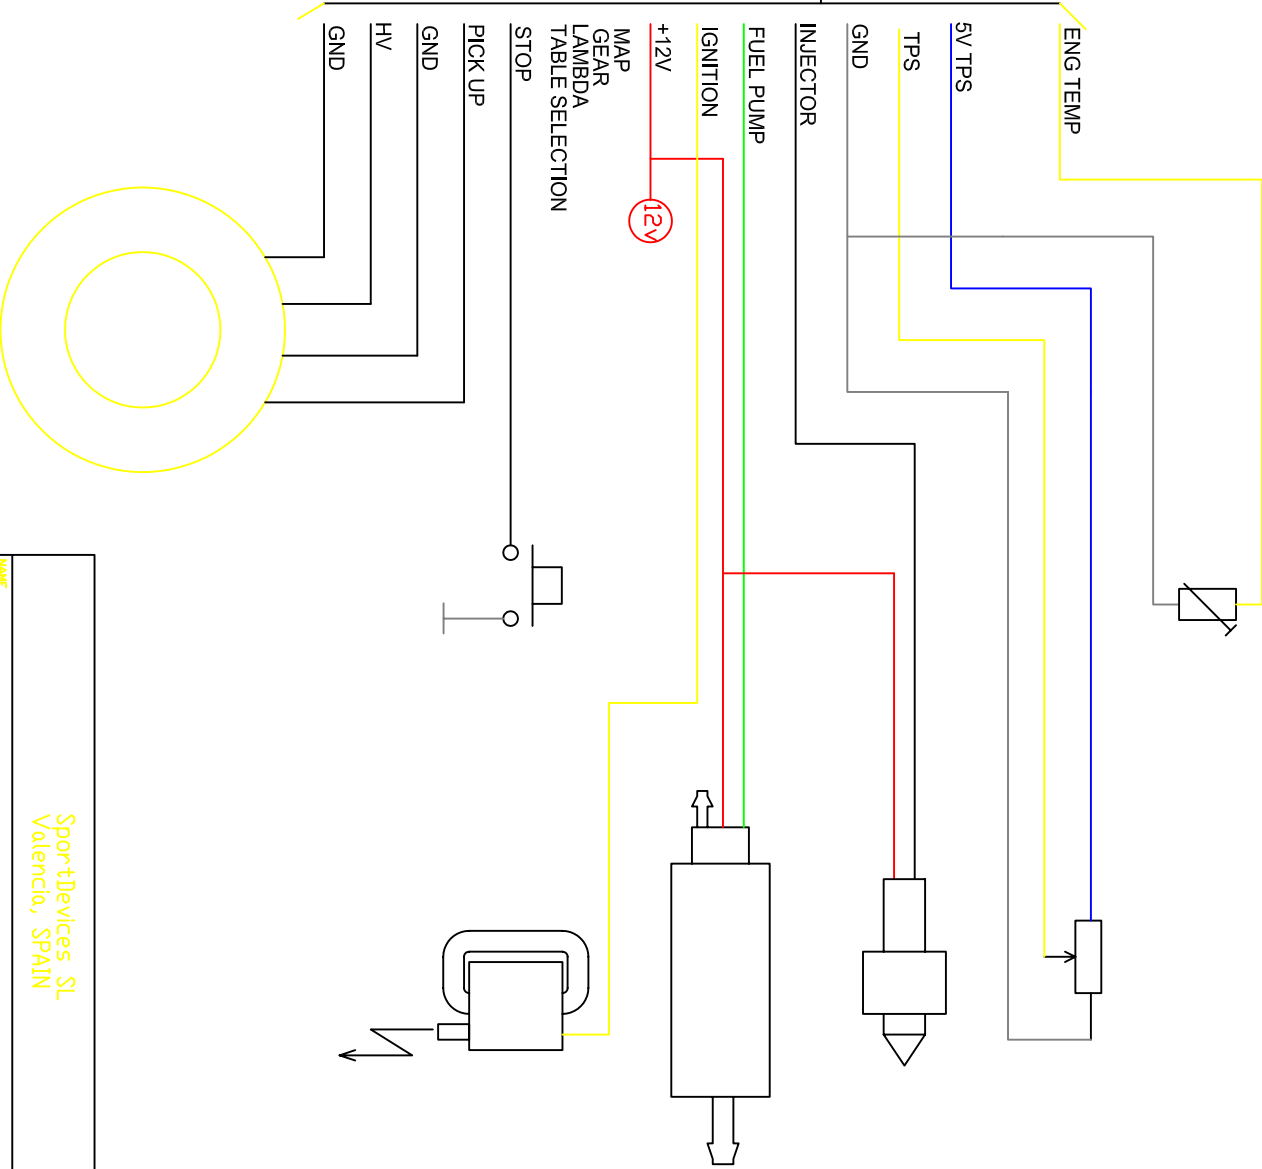 ENG TEMP
5V TPS
TPS
GND
INJECTOR
FUEL PUMP
IGNITION
+12V
12v
MAP
GEAR
LAMBDA
TABLE SELECTION
STOP
PICK UP
GND
HV
GND
SportDevices SL
Valencia, SPAIN